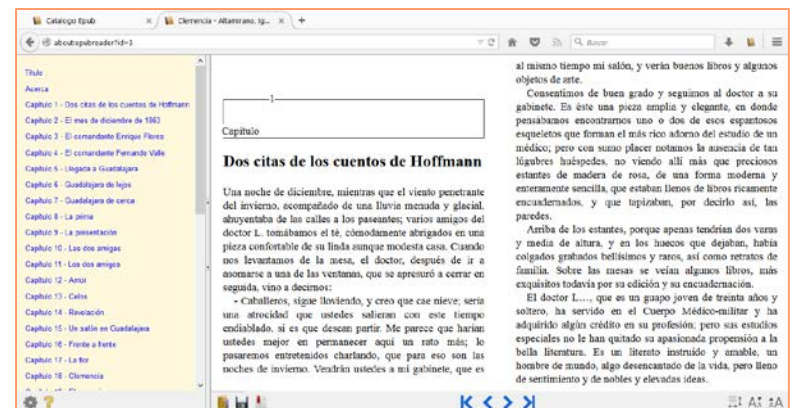 Catálogo Epub
Clemencia - Altamirano, Ig...
about:epubreader?id=3
Buscar
Título
Acerca
Capítulo 1 - Dos citas de los cuentos de Hoffmann
Capítulo 2 - El mes de diciembre de 1863
Capítulo 3 - El comandante Enrique Flores
Capítulo 4 - El comandante Fernando Valle
Capítulo 5 - Llegada a Guadalajara
Capítulo 6 - Guadalajara de lejos
Capítulo 7 - Guadalajara de cerca
Capítulo 8 - La prima
Capítulo 9 - La presentación
Capítulo 10 - Las dos amigas
Capítulo 11 - Los dos amigos
Capítulo 12 - Amor
Capítulo 13 - Celos
Capítulo 14 - Revelación
Capítulo 15 - Un salón en Guadalajara
Capítulo 16 - Frente a frente
Capítulo 17 - La flor
Capítulo 18 - Clemencia
1
Capítulo
Dos citas de los cuentos de Hoffmann
Una noche de diciembre, mientras que el viento penetrante
del invierno, acompañado de una lluvia menuda y glacial,
ahuyentaba de las calles a los paseantes; varios amigos del
doctor L. tomábamos el té, cómodamente abrigados en una
pieza confortable de su linda aunque modesta casa. Cuando
nos levantamos de la mesa, el doctor, después de ir a
asomarse a una de las ventanas, que se apresuró a cerrar en
seguida, vino a decirnos:
- Caballeros, sigue lloviendo, y creo que cae nieve; sería
una atrocidad que ustedes salieran con este tiempo
endiablado, si es que desean partir. Me parece que harían
ustedes mejor en permanecer aquí un rato más; lo
pasaremos entretenidos charlando, que para eso son las
noches de invierno. Vendrán ustedes a mi gabinete, que es
al mismo tiempo mi salón, y verán buenos libros y algunos
objetos de arte.
Consentimos de buen grado y seguimos al doctor a su
gabinete. Es éste una pieza amplia y elegante, en donde
pensábamos encontrarnos uno o dos de esos espantosos
esqueletos que forman el más rico adorno del estudio de un
médico; pero con sumo placer notamos la ausencia de tan
lúgubres huéspedes, no viendo allí más que preciosos
estantes de madera de rosa, de una forma moderna y
enteramente sencilla, que estaban llenos de libros ricamente
encuadernados, y que tapizaban, por decirlo así, las
paredes.
Arriba de los estantes, porque apenas tendrían dos varas
y media de altura, y en los huecos que dejaban, había
colgados grabados bellísimos y raros, así como retratos de
familia. Sobre las mesas se veían algunos libros, más
exquisitos todavía por su edición y su encuadernación.
El doctor L...., que es un guapo joven de treinta años y
soltero, ha servido en el Cuerpo Médico-militar y ha
adquirido algún crédito en su profesión; pero sus estudios
especiales no le han quitado su apasionada propensión a la
bella literatura. Es un literato instruido y amable, un
hombre de mundo, algo desencantado de la vida, pero lleno
de sentimiento y de nobles y elevadas ideas.